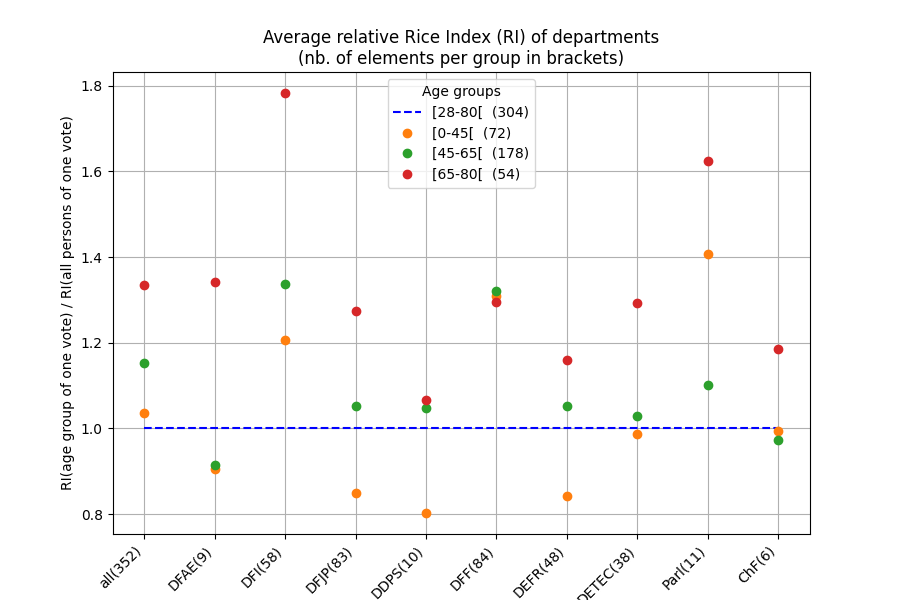 Average relative Rice Index (RI) of departments
(nb. of elements per group in brackets)
RI(age group of one vote) / RI(all persons of one vote)
1.8
1.6
1.4
1.2
1.0
0.8
Age groups
[28-80[ (304)
[0-45[ (72)
[45-65[ (178)
[65-80[ (54)
all(352)
DFAE(9)
DFI(58)
DFJP(83)
DDPS(10)
DFF(84)
DEFR(48)
DETEC(38)
Parl(11)
ChF(6)